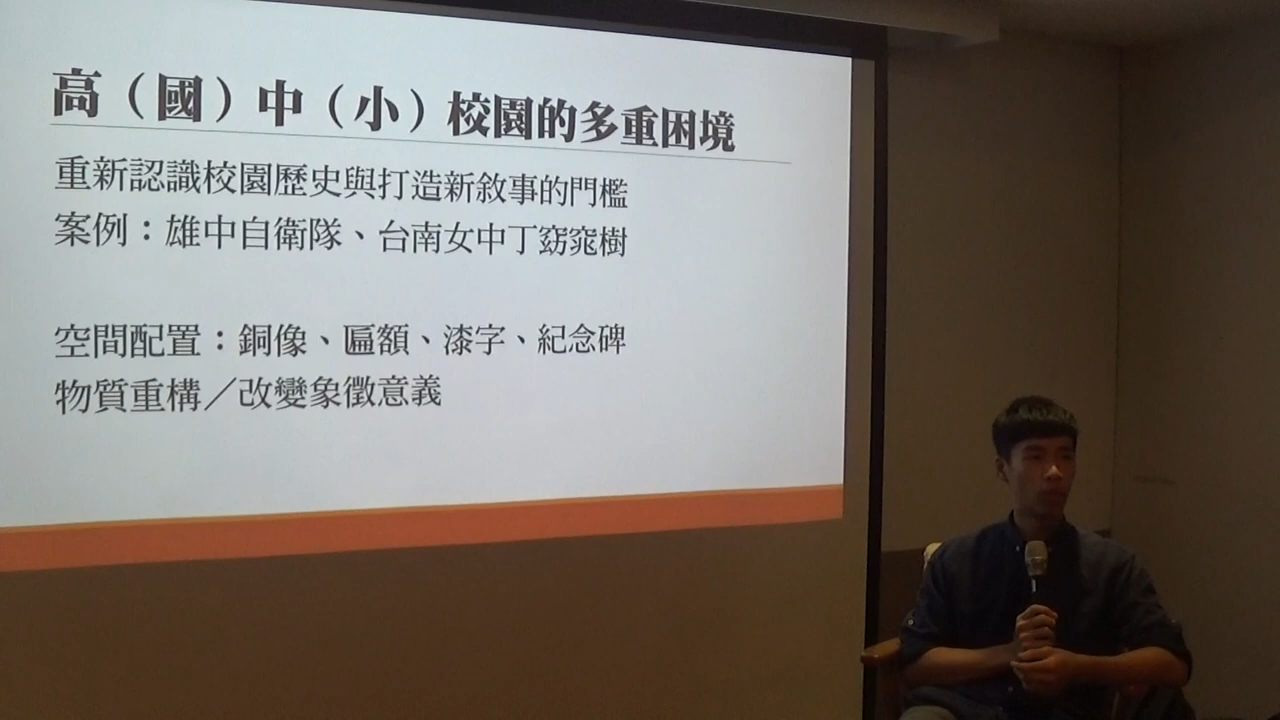 高（國）中（小）校園的多重困境
重新認識校園歷史與打造新敘事的門檻
案例：雄中自衛隊、台南女中丁窈窕樹
空間配置：銅像、匾額、漆字、紀念碑
物質重構／改變象徵意義